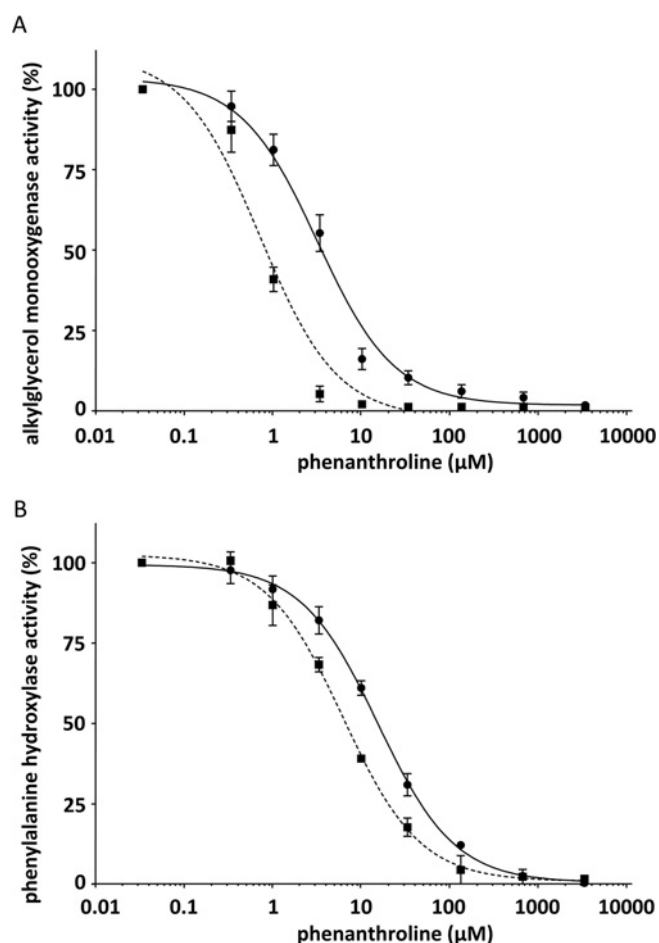 A
alkylglycerol monooxygenase activity (%)
100
75
50
25
0
0.01 0.1 1 10 100 1000 10000
phenanthroline (µM)
B
phenylalanine hydroxylase activity (%)
100
75
50
25
0
0.01 0.1 1 10 100 1000 10000
phenanthroline (µM)